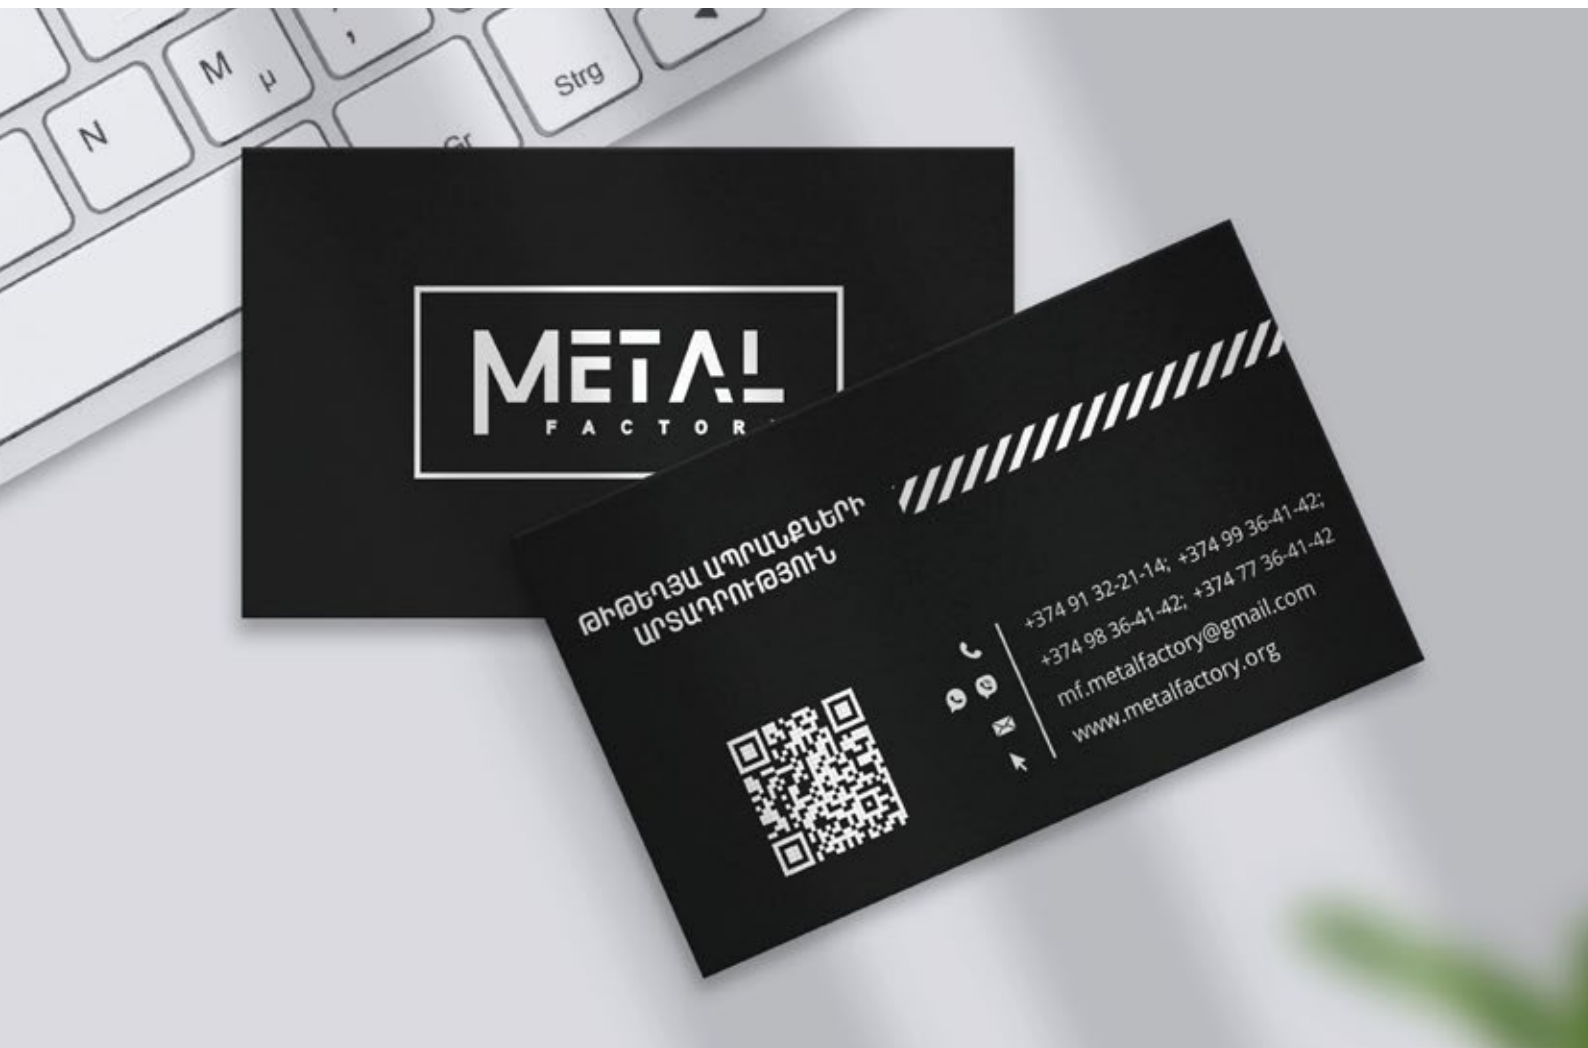 N
M
µ
,
Strg
Gr
METAL
FACTOR
ԹԻԹԵՂՅԱ ԱՊՐԱՆՔՆԵՐԻ
ԱՐՏԱԴՐՈՒԹՅՈՒՆ
+374 91 32-21-14; +374 99 36-41-42;
+374 98 36-41-42; +374 77 36-41-42
mf.metalfactory@gmail.com
www.metalfactory.org